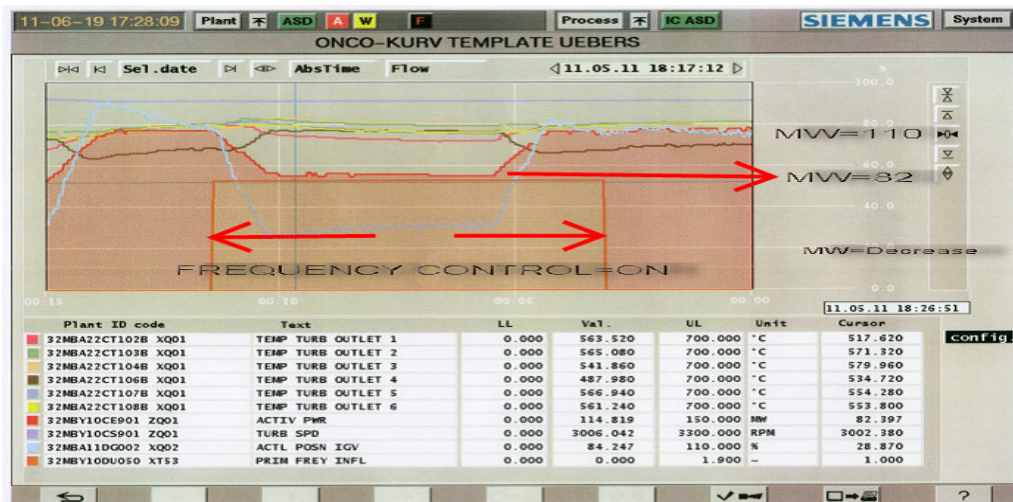 11-06-19 17:28:09 Plant ASD A W F Process IC ASD SIEMENS System
ONCO-KURV TEMPLATE UEBERS
Sel.date AbsTime Flow 11.05.11 18:17:12
%
100.0
80.0
MW=110
60.0
MW=82
40.0
MW=Decrease
FREQUENCY CONTROL=ON
0.0
00:15 00:10 00:05 00:00
11.05.11 18:26:51
Plant ID code Text LL Val. UL Unit Cursor
config.
32MBA22CT102B XQ01 TEMP TURB OUTLET 1 0.000 563.520 700.000 °C 517.620
32MBA22CT103B XQ01 TEMP TURB OUTLET 2 0.000 565.080 700.000 °C 571.320
32MBA22CT104B XQ01 TEMP TURB OUTLET 3 0.000 541.860 700.000 °C 579.960
32MBA22CT106B XQ01 TEMP TURB OUTLET 4 0.000 487.980 700.000 °C 534.720
32MBA22CT107B XQ01 TEMP TURB OUTLET 5 0.000 566.940 700.000 °C 554.280
32MBA22CT108B XQ01 TEMP TURB OUTLET 6 0.000 561.240 700.000 °C 553.800
32MBY10CE901 ZQ01 ACTIV PWR 0.000 114.819 150.000 MW 82.397
32MBY10CS901 ZQ01 TURB SPD 0.000 3006.042 3300.000 RPM 3002.380
32MBA11DG002 XQ02 ACTL POSN IGV 0.000 84.247 110.000 % 28.870
32MBY10DU050 XT53 PRIM FREY INFL 0.000 0.000 1.900 – 1.000
?